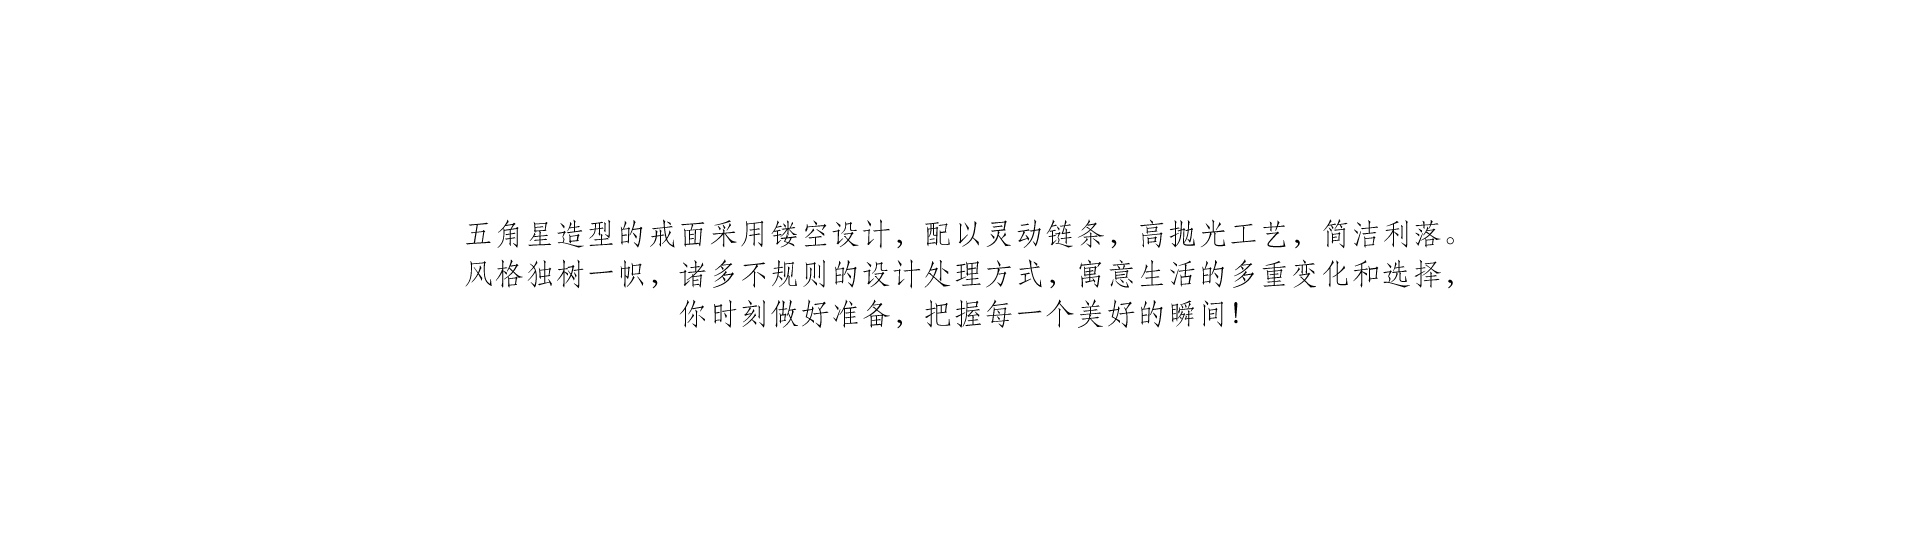 五角星造型的戒面采用镂空设计，配以灵动链条，高抛光工艺，简洁利落。
风格独树一帜，诸多不规则的设计处理方式，寓意生活的多重变化和选择，
你时刻做好准备，把握每一个美好的瞬间！